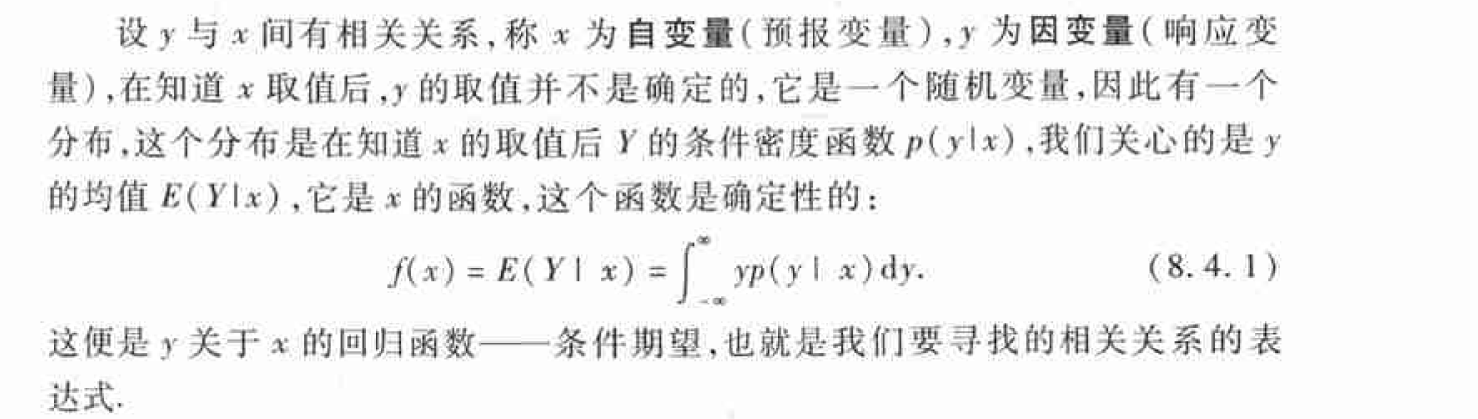 设 y 与 x 间有相关关系,称 x 为自变量(预报变量),y 为因变量(响应变
量),在知道 x 取值后,y 的取值并不是确定的,它是一个随机变量,因此有一个
分布,这个分布是在知道 x 的取值后 Y 的条件密度函数 p(y|x),我们关心的是 y
的均值 E(Y|x),它是 x 的函数,这个函数是确定性的:
f(x) = E(Y | x) = ∫_{-∞}^{∞} yp(y | x)dy. (8.4.1)
这便是 y 关于 x 的回归函数——条件期望,也就是我们要寻找的相关关系的表
达式.